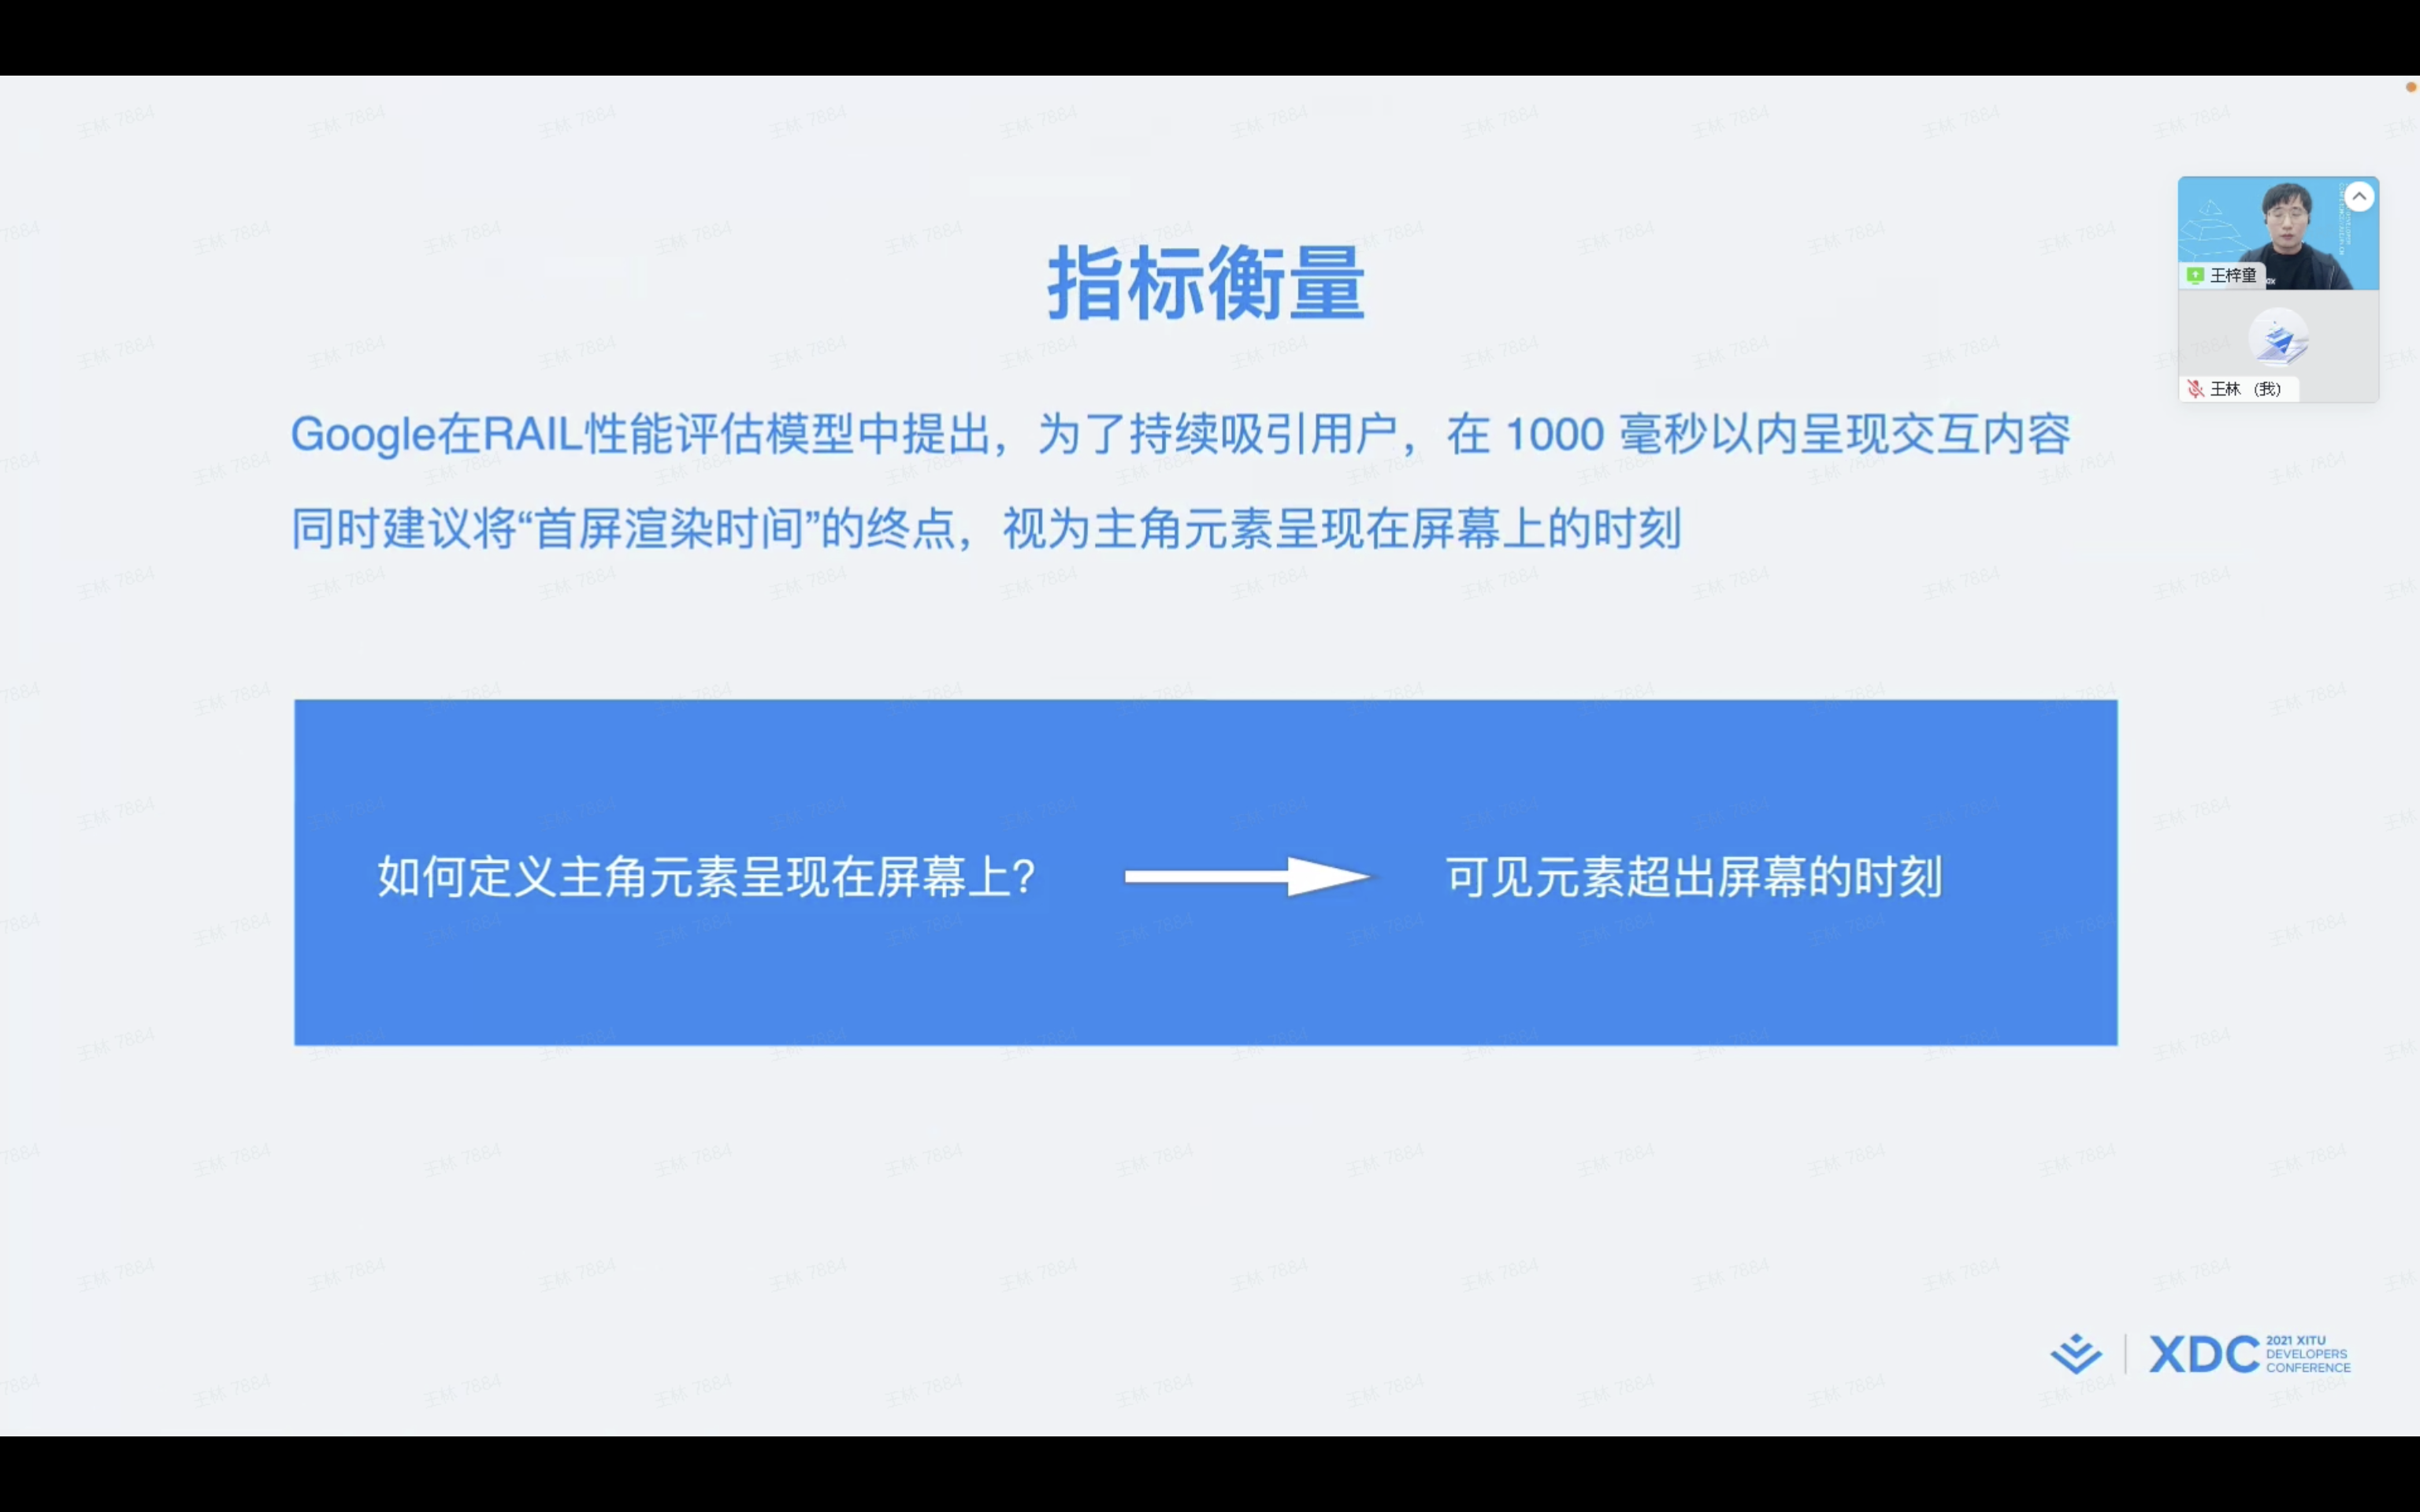 指标衡量
Google在RAIL性能评估模型中提出，为了持续吸引用户，在 1000 毫秒以内呈现交互内容
同时建议将“首屏渲染时间”的终点，视为主角元素呈现在屏幕上的时刻
如何定义主角元素呈现在屏幕上?
可见元素超出屏幕的时刻
王梓童
王林 （我）
XDC
2021 XITU
DEVELOPERS
CONFERENCE
王林 7884